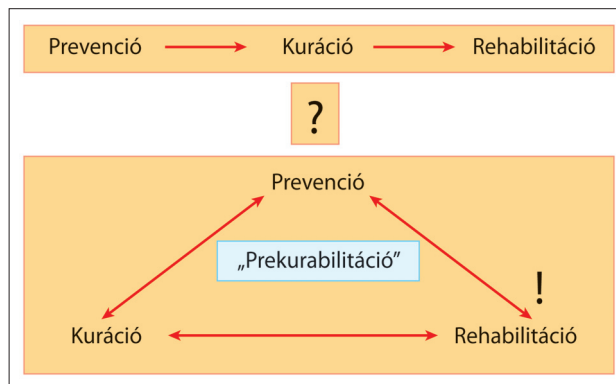 Prevenció Kuráció Rehabilitáció
?
Prevenció
„Prekurabilitáció”
!
Kuráció Rehabilitáció